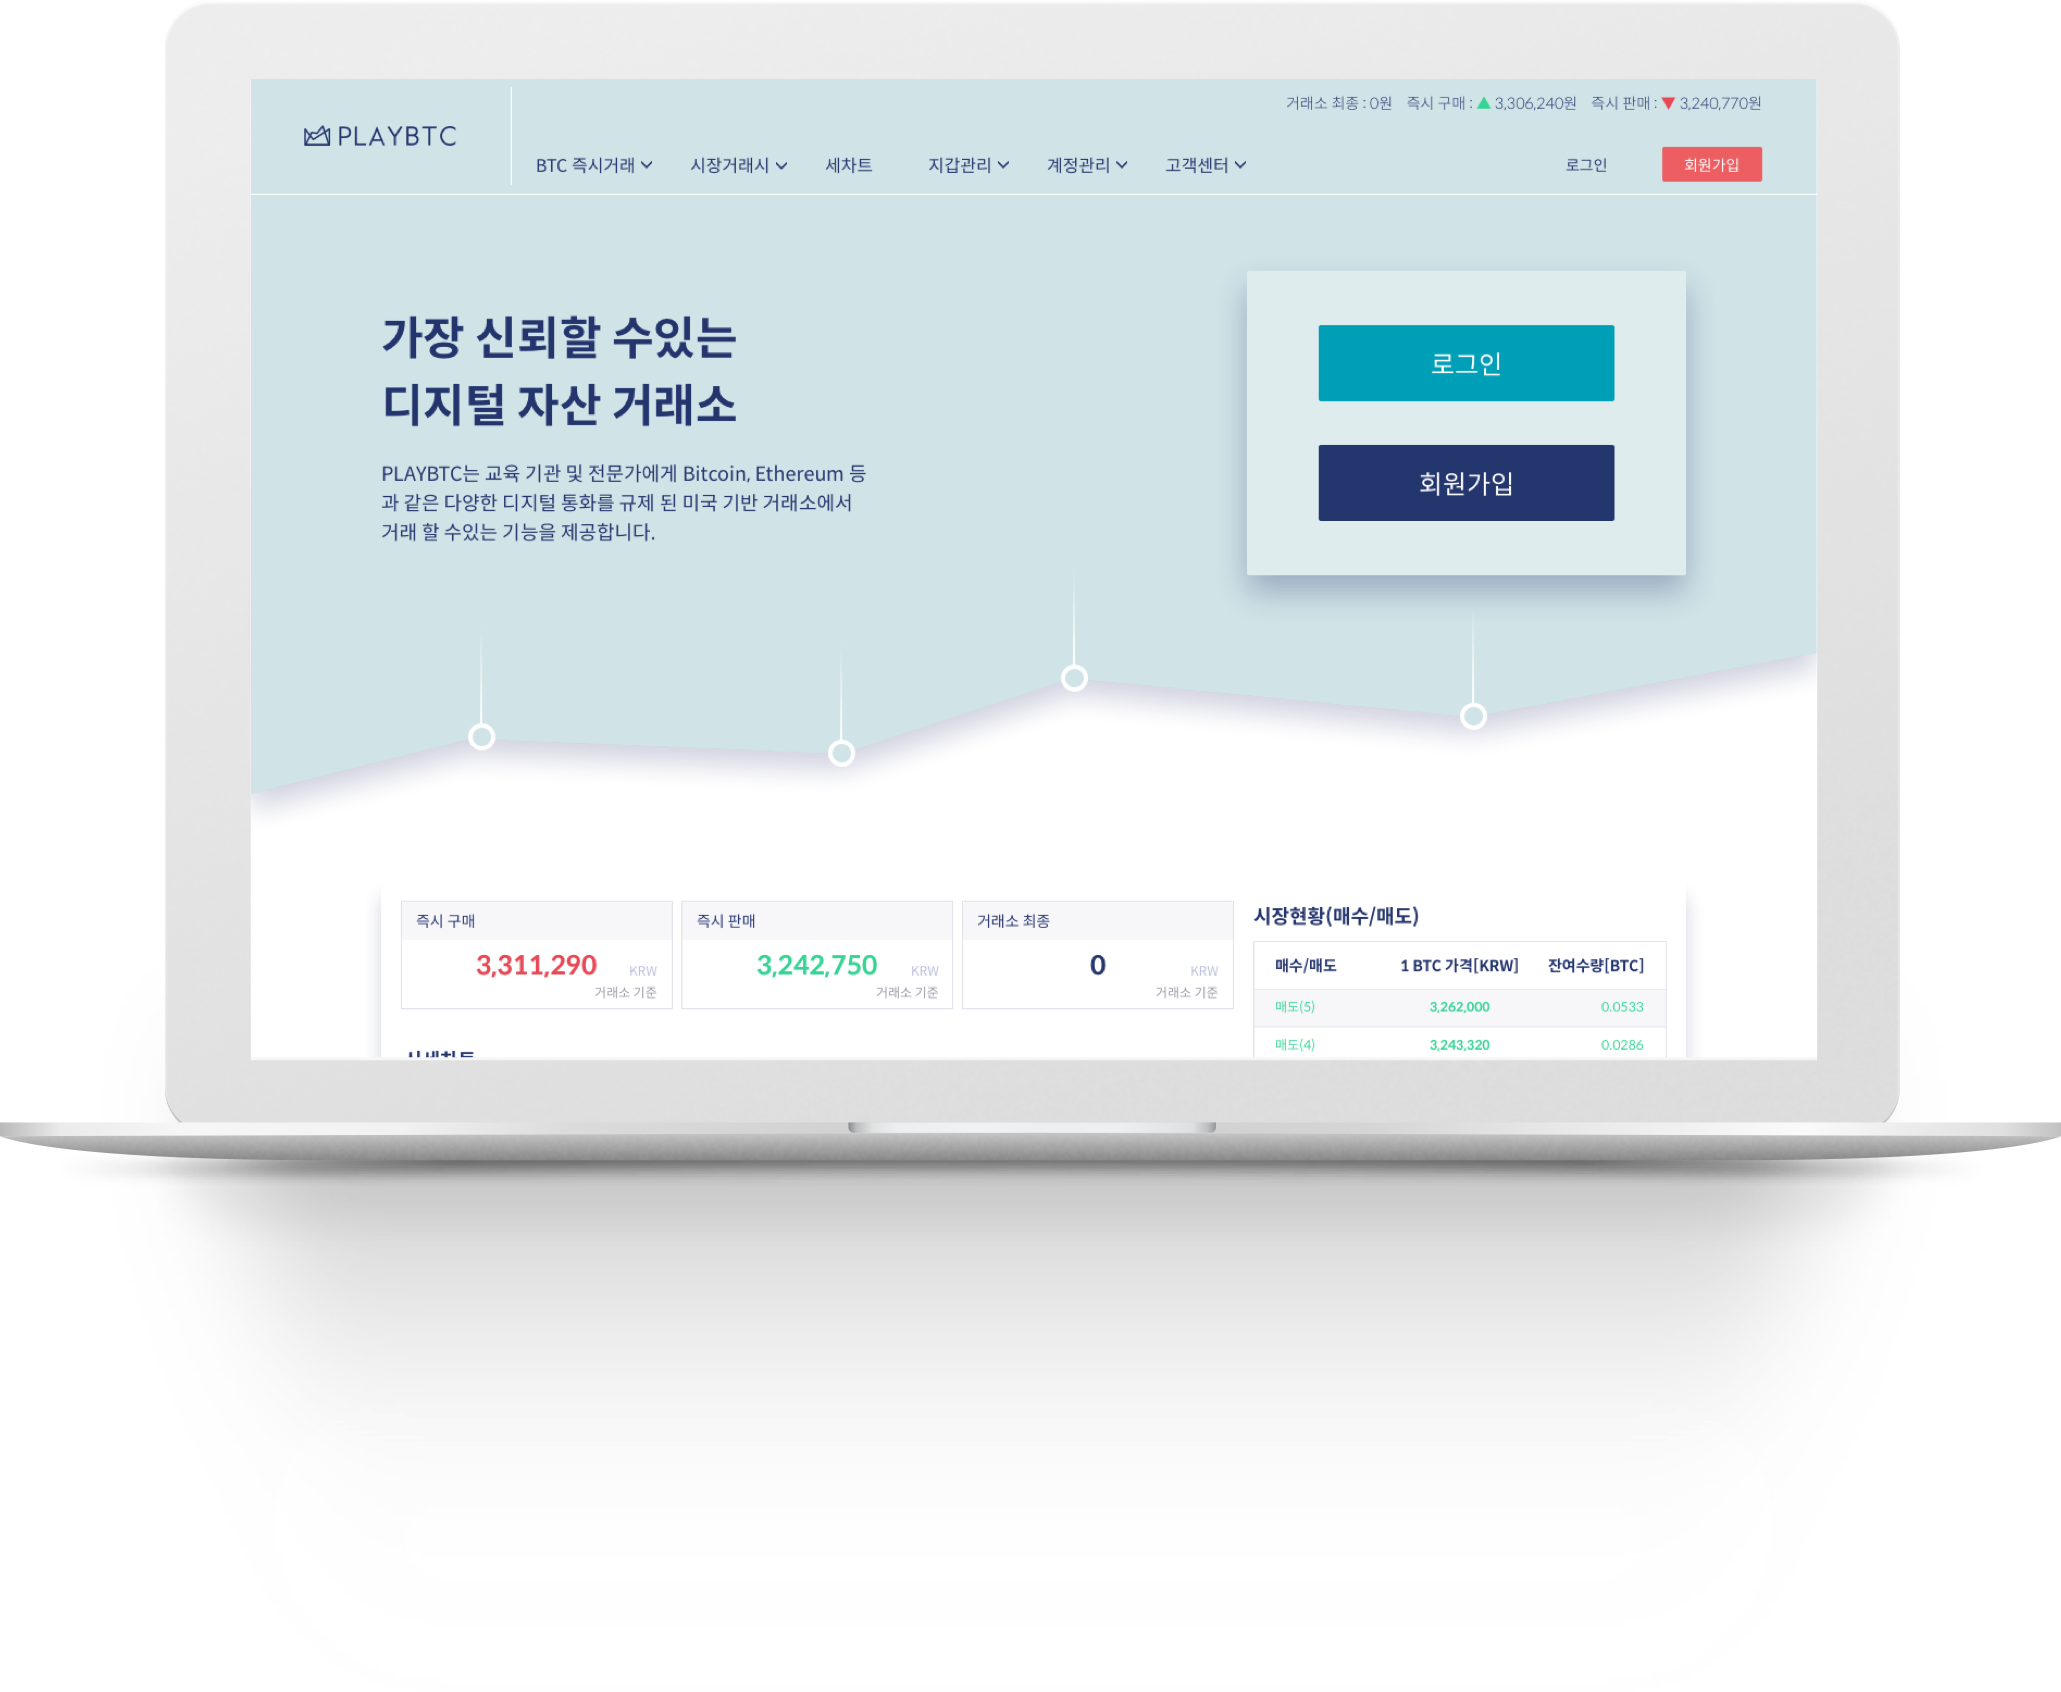 거래소 최종 : 0원 즉시 구매 : ▲ 3,306,240원 즉시 판매 : ▼ 3,240,770원
PLAYBTC
BTC 즉시거래 시장거래시 세차트 지갑관리 계정관리 고객센터 로그인 회원가입
가장 신뢰할 수있는
디지털 자산 거래소
PLAYBTC는 교육 기관 및 전문가에게 Bitcoin, Ethereum 등
과 같은 다양한 디지털 통화를 규제 된 미국 기반 거래소에서
거래 할 수있는 기능을 제공합니다.
로그인
회원가입
즉시 구매
3,311,290 KRW
거래소 기준
즉시 판매
3,242,750 KRW
거래소 기준
거래소 최종
0 KRW
거래소 기준
시장현황(매수/매도)
매수/매도 1 BTC 가격[KRW] 잔여수량[BTC]
매도(5) 3,262,000 0.0533
매도(4) 3,243,320 0.0286